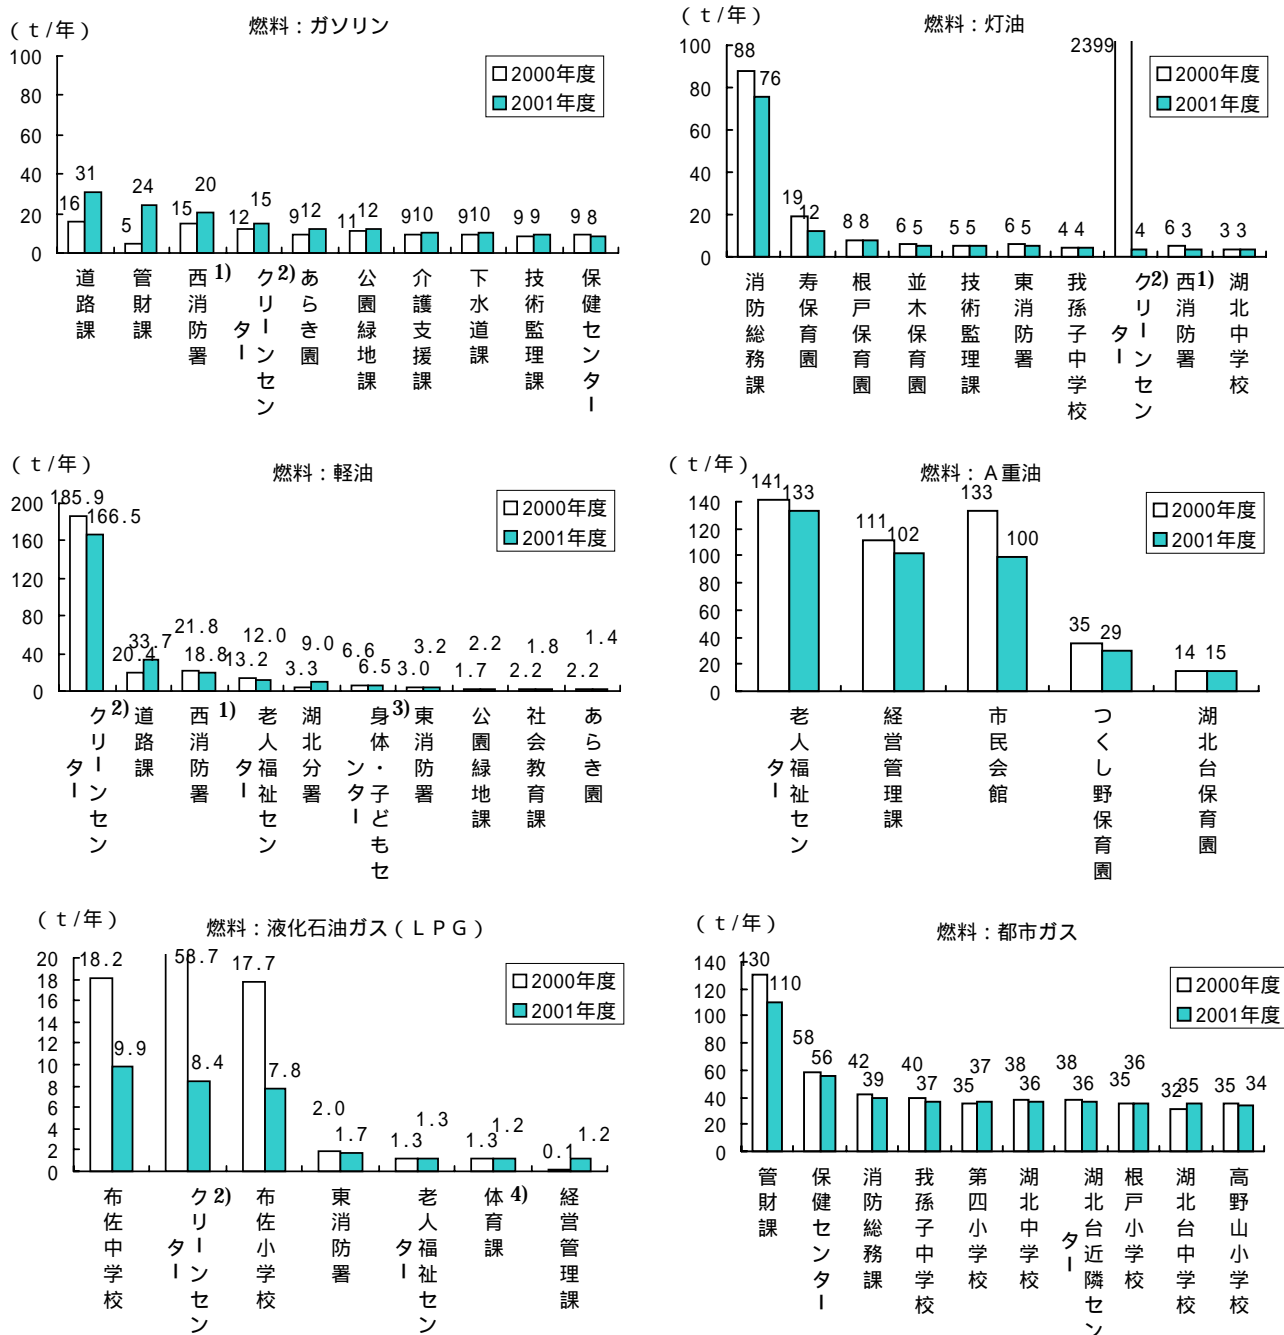 (ｔ/年)
燃料：ガソリン
100
80
60
40
20
0
2000年度
2001年度
16 31
5 24
15 20
12 15
9 12
11 12
9 10
9 10
9 9
9 8
道路課
管財課
西消防署 1)
クリーンセンター 2)
あらき園
公園緑地課
介護支援課
下水道課
技術監理課
保健センター
(ｔ/年)
燃料：灯油
100
80
60
40
20
0
2000年度
2001年度
88 76
19 12
8 8
6 5
5 5
6 5
4 4
2399 4
6 3
3 3
消防総務課
寿保育園
根戸保育園
並木保育園
技術監理課
東消防署
我孫子中学校
クリーンセンター 2)
西消防署 1)
湖北中学校
(ｔ/年)
燃料：軽油
200
160
120
80
40
0
2000年度
2001年度
185.9 166.5
20.4 33.7
21.8 18.8
13.2 12.0
3.3 9.0
6.6 6.5
3.0 3.2
1.7 2.2
2.2 1.8
2.2 1.4
クリーンセンター 2)
道路課
西消防署 1)
老人福祉センター
湖北分署
身体・子どもセンター 3)
東消防署
公園緑地課
社会教育課
あらき園
(ｔ/年)
燃料：Ａ重油
140
120
100
80
60
40
20
0
2000年度
2001年度
141 133
111 102
133 100
35 29
14 15
老人福祉センター
経営管理課
市民会館
つくし野保育園
湖北台保育園
(ｔ/年)
燃料：液化石油ガス(ＬＰＧ)
20
18
16
14
12
10
8
6
4
2
0
2000年度
2001年度
18.2 9.9
58.7 8.4
17.7 7.8
2.0 1.7
1.3 1.3
1.3 1.2
0.1 1.2
布佐中学校
クリーンセンター 2)
布佐小学校
東消防署
老人福祉センター
体育課 4)
経営管理課
(ｔ/年)
燃料：都市ガス
140
120
100
80
60
40
20
0
2000年度
2001年度
130 110
58 56
42 39
40 37
35 37
38 36
38 36
35 36
32 35
35 34
管財課
保健センター
消防総務課
我孫子中学校
第四小学校
湖北中学校
湖北台近隣センター
根戸小学校
湖北台中学校
高野山小学校